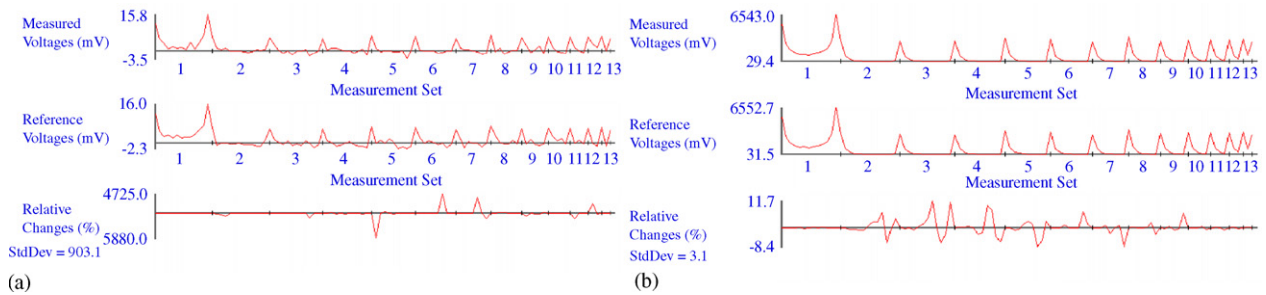 Measured
Voltages (mV)
15.8
-3.5
1 2 3 4 5 6 7 8 9 10 11 12 13
Measurement Set
Reference
Voltages (mV)
16.0
-2.3
1 2 3 4 5 6 7 8 9 10 11 12 13
Measurement Set
Relative
Changes (%)
StdDev = 903.1
4725.0
5880.0
(a)
Measured
Voltages (mV)
6543.0
29.4
1 2 3 4 5 6 7 8 9 10 11 12 13
Measurement Set
Reference
Voltages (mV)
6552.7
31.5
1 2 3 4 5 6 7 8 9 10 11 12 13
Measurement Set
Relative
Changes (%)
StdDev = 3.1
11.7
-8.4
(b)